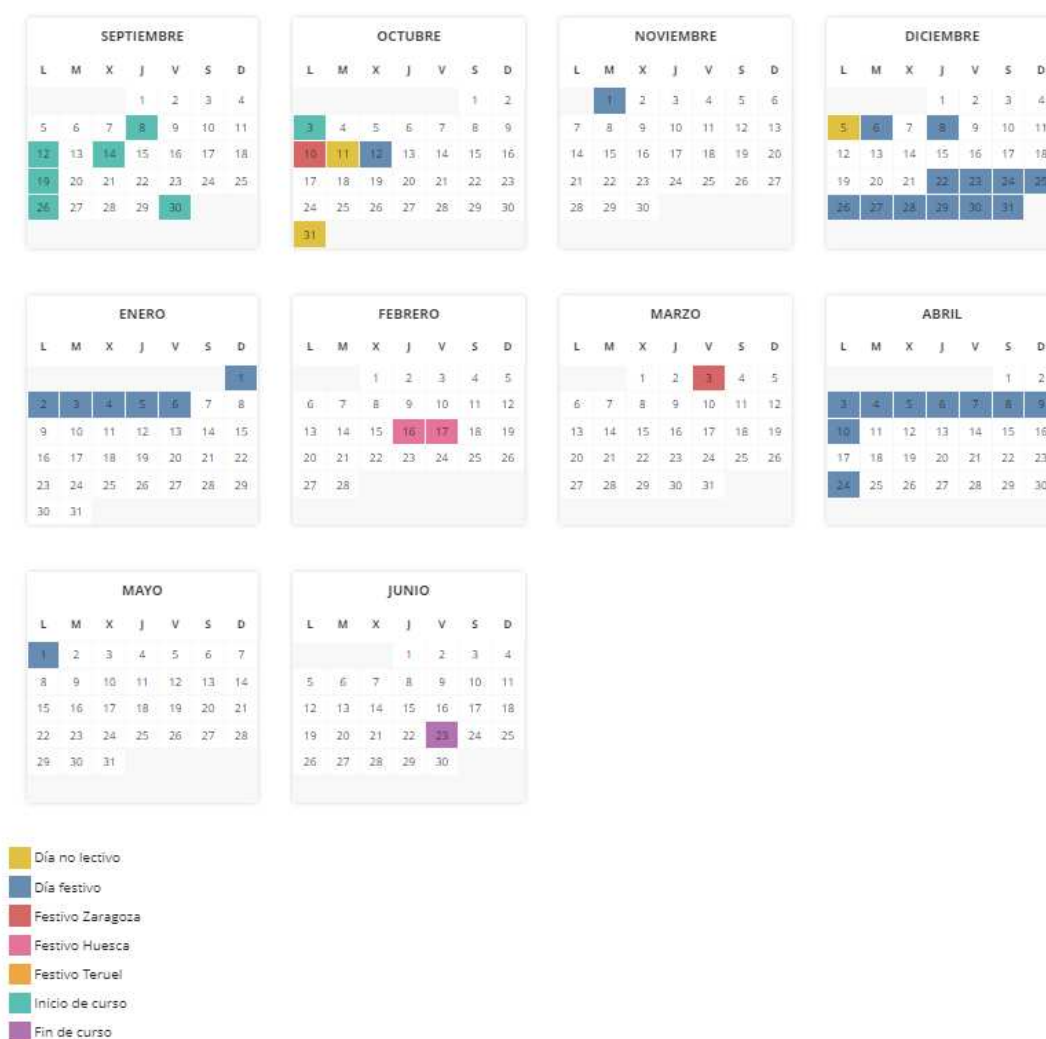 SEPTIEMBRE
L M X J V S D
1 2 3 4
5 6 7 8 9 10 11
12 13 14 15 16 17 18
19 20 21 22 23 24 25
26 27 28 29 30
OCTUBRE
L M X J V S D
1 2
3 4 5 6 7 8 9
10 11 12 13 14 15 16
17 18 19 20 21 22 23
24 25 26 27 28 29 30
31
NOVIEMBRE
L M X J V S D
1 2 3 4 5 6
7 8 9 10 11 12 13
14 15 16 17 18 19 20
21 22 23 24 25 26 27
28 29 30
DICIEMBRE
L M X J V S D
1 2 3 4
5 6 7 8 9 10 11
12 13 14 15 16 17 18
19 20 21 22 23 24 25
26 27 28 29 30 31
ENERO
L M X J V S D
1
2 3 4 5 6 7 8
9 10 11 12 13 14 15
16 17 18 19 20 21 22
23 24 25 26 27 28 29
30 31
FEBRERO
L M X J V S D
1 2 3 4 5
6 7 8 9 10 11 12
13 14 15 16 17 18 19
20 21 22 23 24 25 26
27 28
MARZO
L M X J V S D
1 2 3 4 5
6 7 8 9 10 11 12
13 14 15 16 17 18 19
20 21 22 23 24 25 26
27 28 29 30 31
ABRIL
L M X J V S D
1 2
3 4 5 6 7 8 9
10 11 12 13 14 15 16
17 18 19 20 21 22 23
24 25 26 27 28 29 30
MAYO
L M X J V S D
1 2 3 4 5 6 7
8 9 10 11 12 13 14
15 16 17 18 19 20 21
22 23 24 25 26 27 28
29 30 31
JUNIO
L M X J V S D
1 2 3 4
5 6 7 8 9 10 11
12 13 14 15 16 17 18
19 20 21 22 23 24 25
26 27 28 29 30
Día no lectivo
Día festivo
Festivo Zaragoza
Festivo Huesca
Festivo Teruel
Inicio de curso
Fin de curso